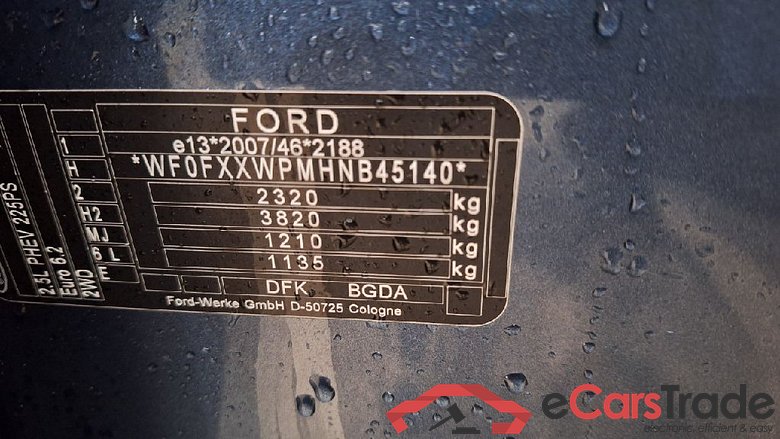 FORD
e13*2007/46*2188
*WF0FXXWPMHNB45140*
2320 kg
3820 kg
1210 kg
1135 kg
DFK BGDA
Ford-Werke GmbH D-50725 Cologne
1
H
2
H2
MJ
6 L
E
2.5L PHEV 225PS
Euro 6.2
2WD
eCarsTrade
electronic, efficient & easy